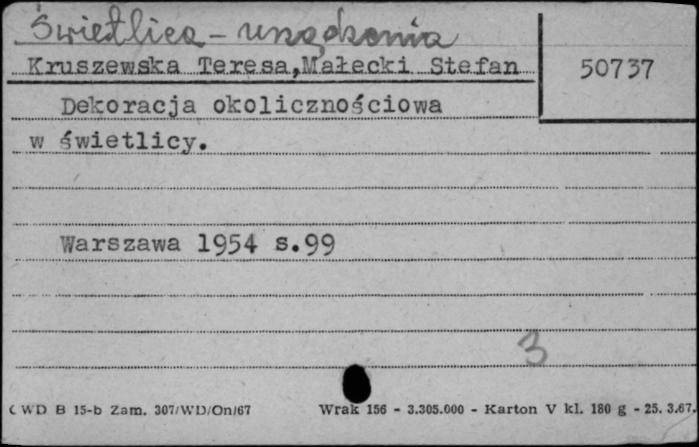 Świetlica - urządzenia
Kruszewska Teresa,Małecki Stefan
50737
Dekoracja okolicznościowa
w świetlicy.
Warszawa 1954 s.99
3
CWD B 15-b Zam. 307/WD/On/67 Wrak 156 - 3.305.000 - Karton V kl. 180 g - 25. 3.67.